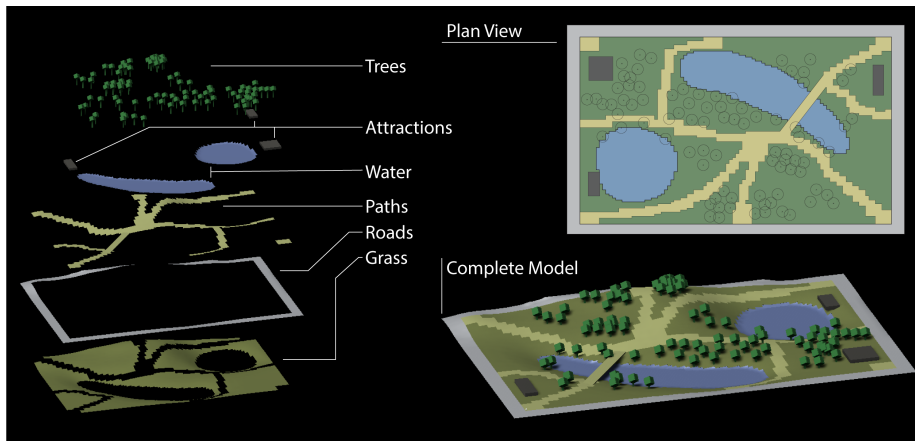 Plan View
Trees
Attractions
Water
Paths
Roads
Grass
Complete Model